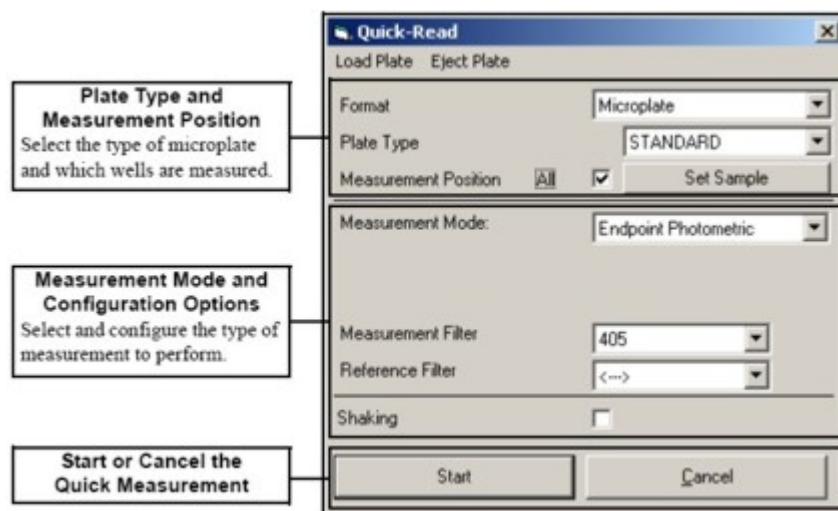 Quick-Read
Load Plate Eject Plate
Plate Type and
Measurement Position
Select the type of microplate
and which wells are measured.
Format Microplate
Plate Type STANDARD
Measurement Position All Set Sample
Measurement Mode: Endpoint Photometric
Measurement Mode and
Configuration Options
Select and configure the type of
measurement to perform.
Measurement Filter 405
Reference Filter <--->
Shaking
Start or Cancel the
Quick Measurement
Start Cancel